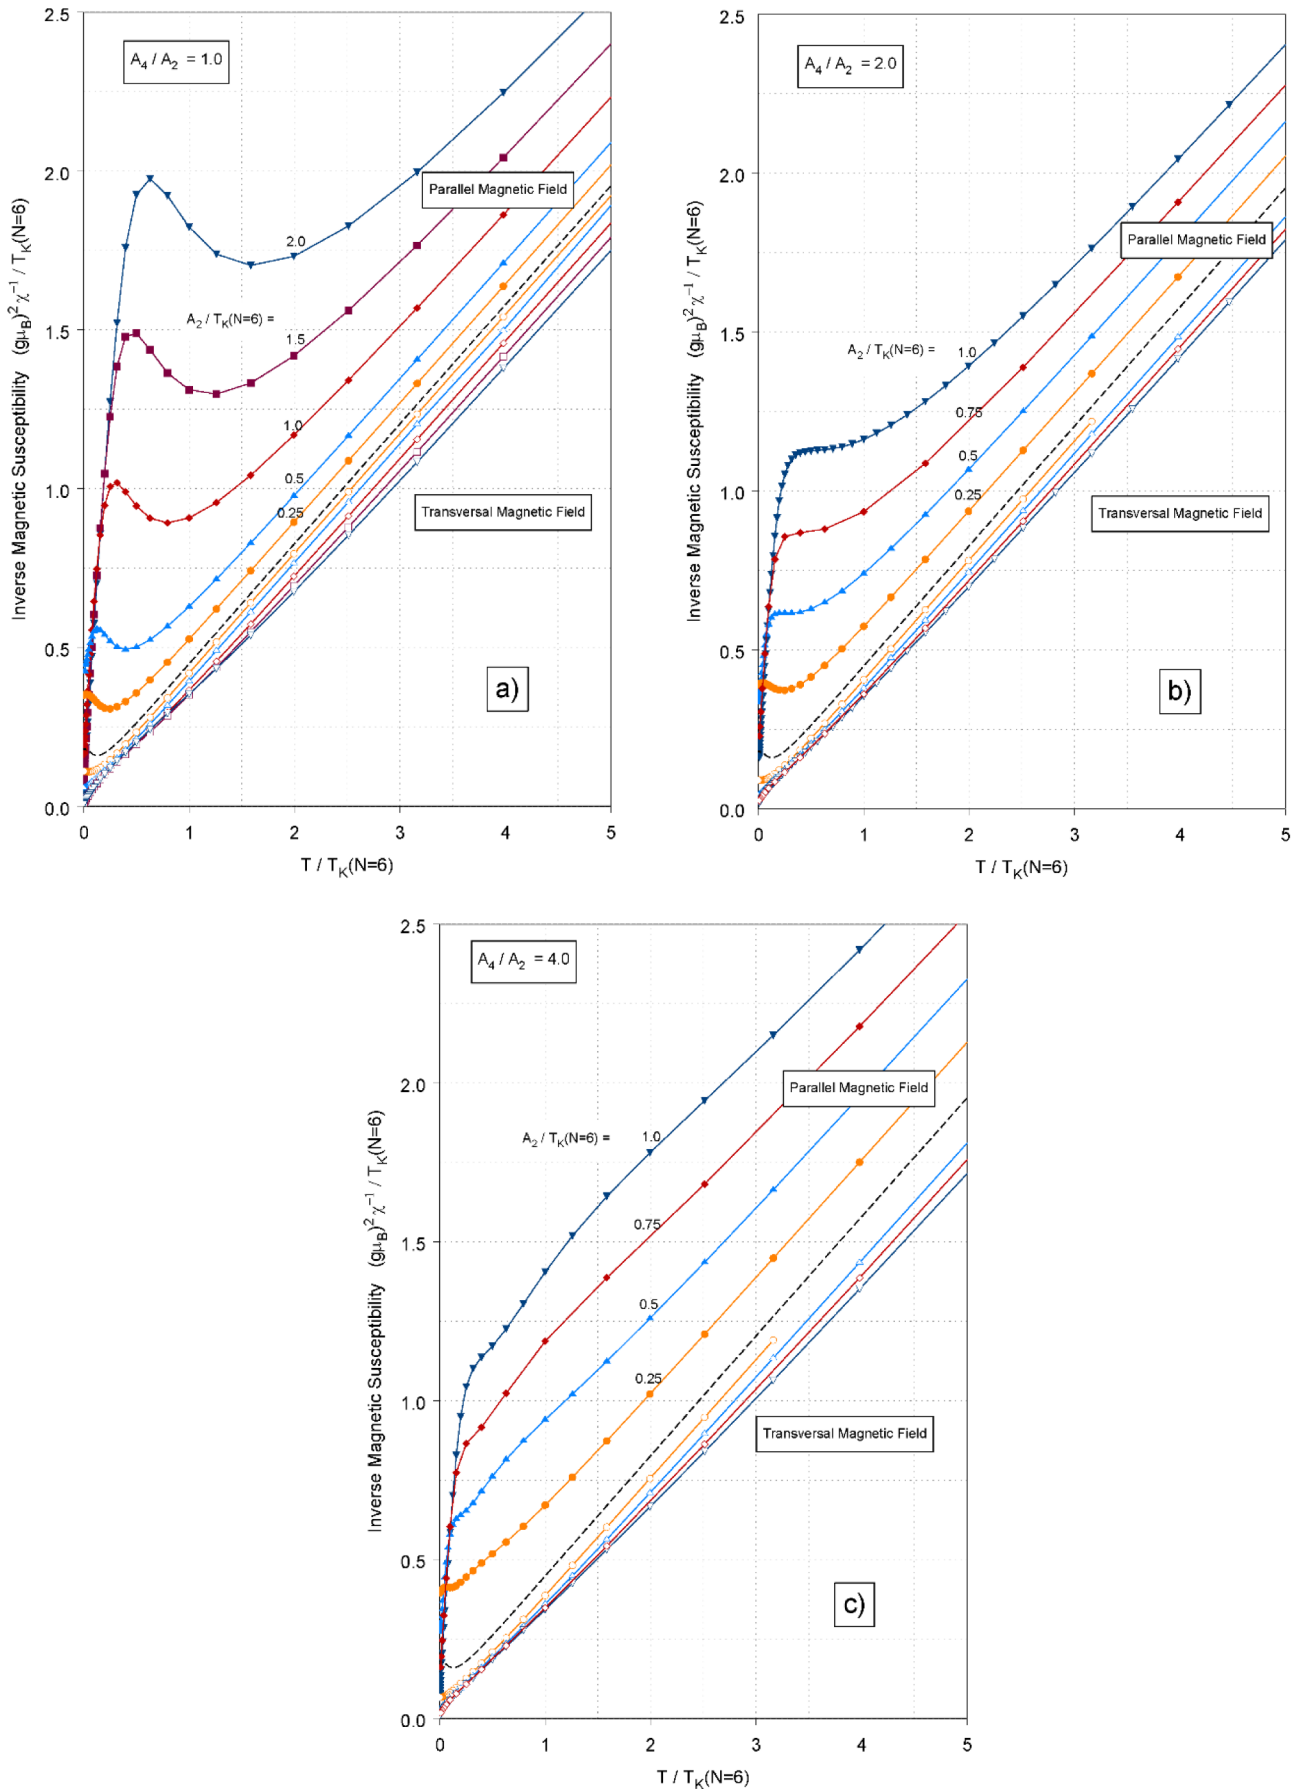 A4 / A2 = 1.0
2.5
2.0
1.5
1.0
0.5
0.0
Inverse Magnetic Susceptibility (gμB)² χ⁻¹ / TK(N=6)
Parallel Magnetic Field
2.0
A2 / TK(N=6) =
1.5
1.0
0.5
0.25
Transversal Magnetic Field
a)
0 1 2 3 4 5
T / TK(N=6)
A4 / A2 = 2.0
2.5
2.0
1.5
1.0
0.5
0.0
Inverse Magnetic Susceptibility (gμB)² χ⁻¹ / TK(N=6)
Parallel Magnetic Field
A2 / TK(N=6) = 1.0
0.75
0.5
0.25
Transversal Magnetic Field
b)
0 1 2 3 4 5
T / TK(N=6)
A4 / A2 = 4.0
2.5
2.0
1.5
1.0
0.5
0.0
Inverse Magnetic Susceptibility (gμB)² χ⁻¹ / TK(N=6)
Parallel Magnetic Field
A2 / TK(N=6) = 1.0
0.75
0.5
0.25
Transversal Magnetic Field
c)
0 1 2 3 4 5
T / TK(N=6)